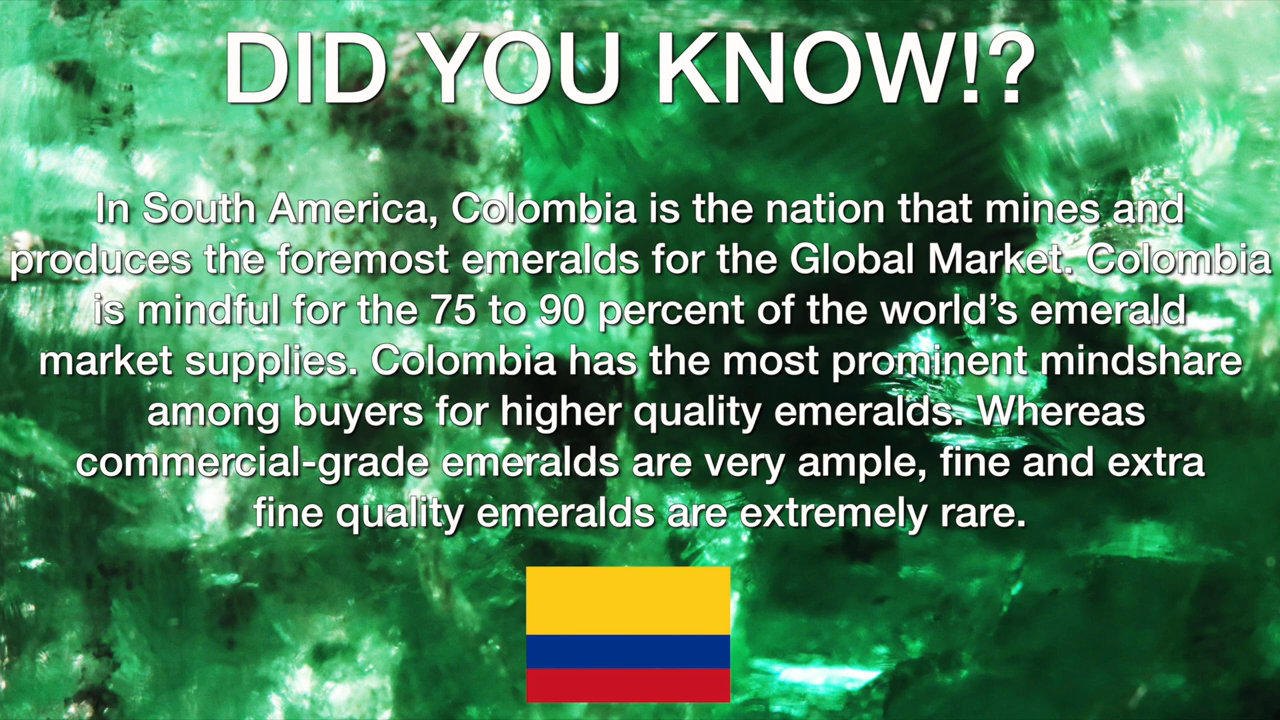 DID YOU KNOW!?
In South America, Colombia is the nation that mines and
produces the foremost emeralds for the Global Market. Colombia
is mindful for the 75 to 90 percent of the world’s emerald
market supplies. Colombia has the most prominent mindshare
among buyers for higher quality emeralds. Whereas
commercial-grade emeralds are very ample, fine and extra
fine quality emeralds are extremely rare.